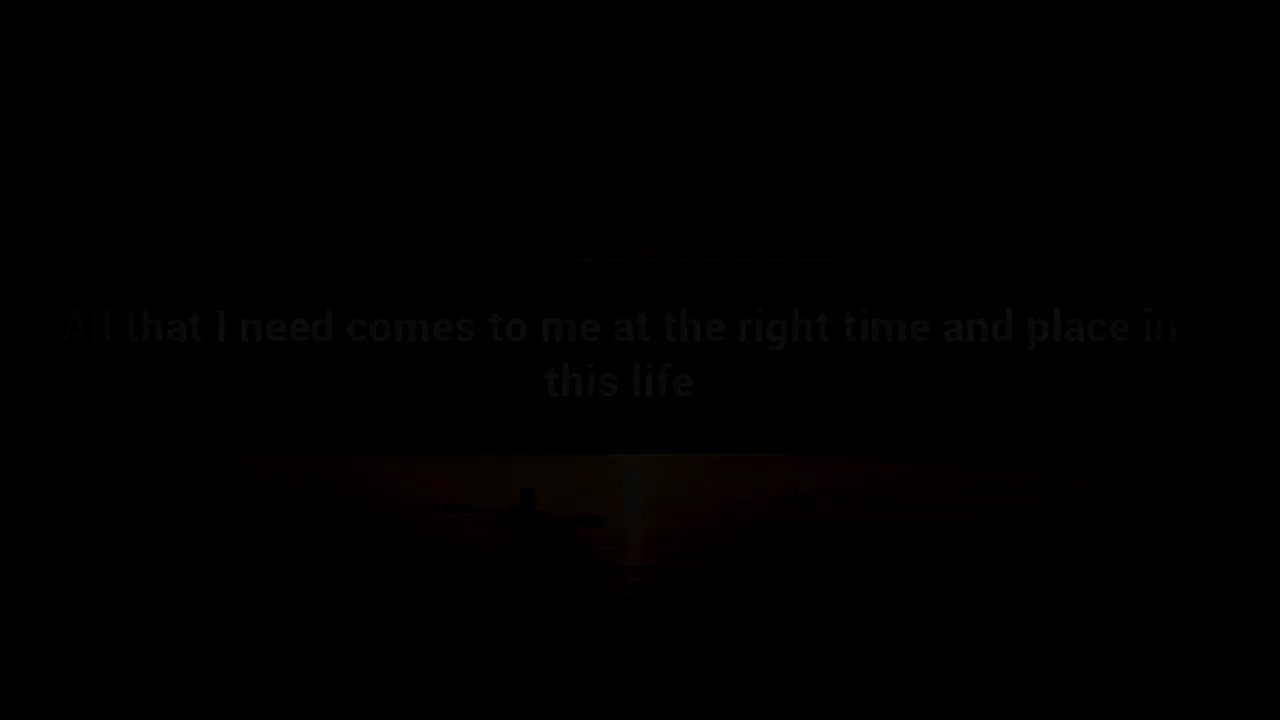 All that I need comes to me at the right time and place in
this life